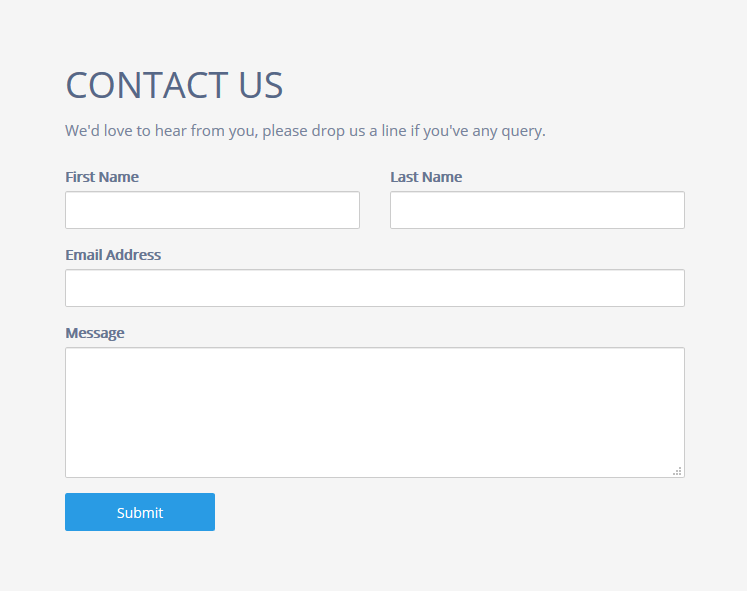 CONTACT US
We'd love to hear from you, please drop us a line if you've any query.
First Name
Last Name
Email Address
Message
Submit